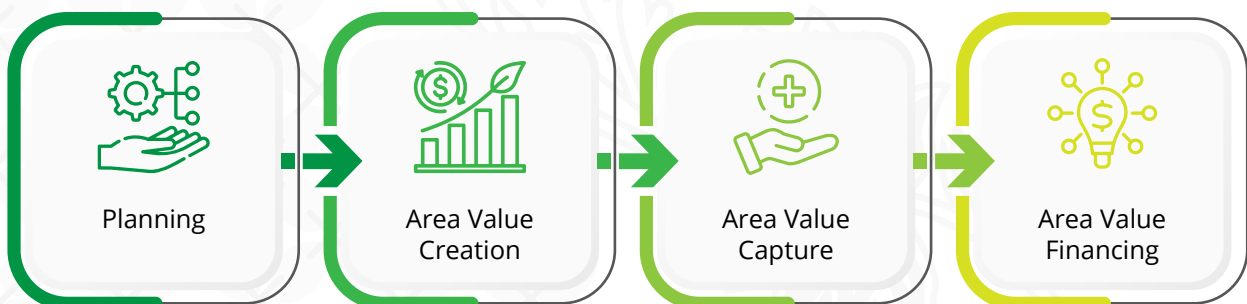 Planning
Area Value
Creation
Area Value
Capture
Area Value
Financing